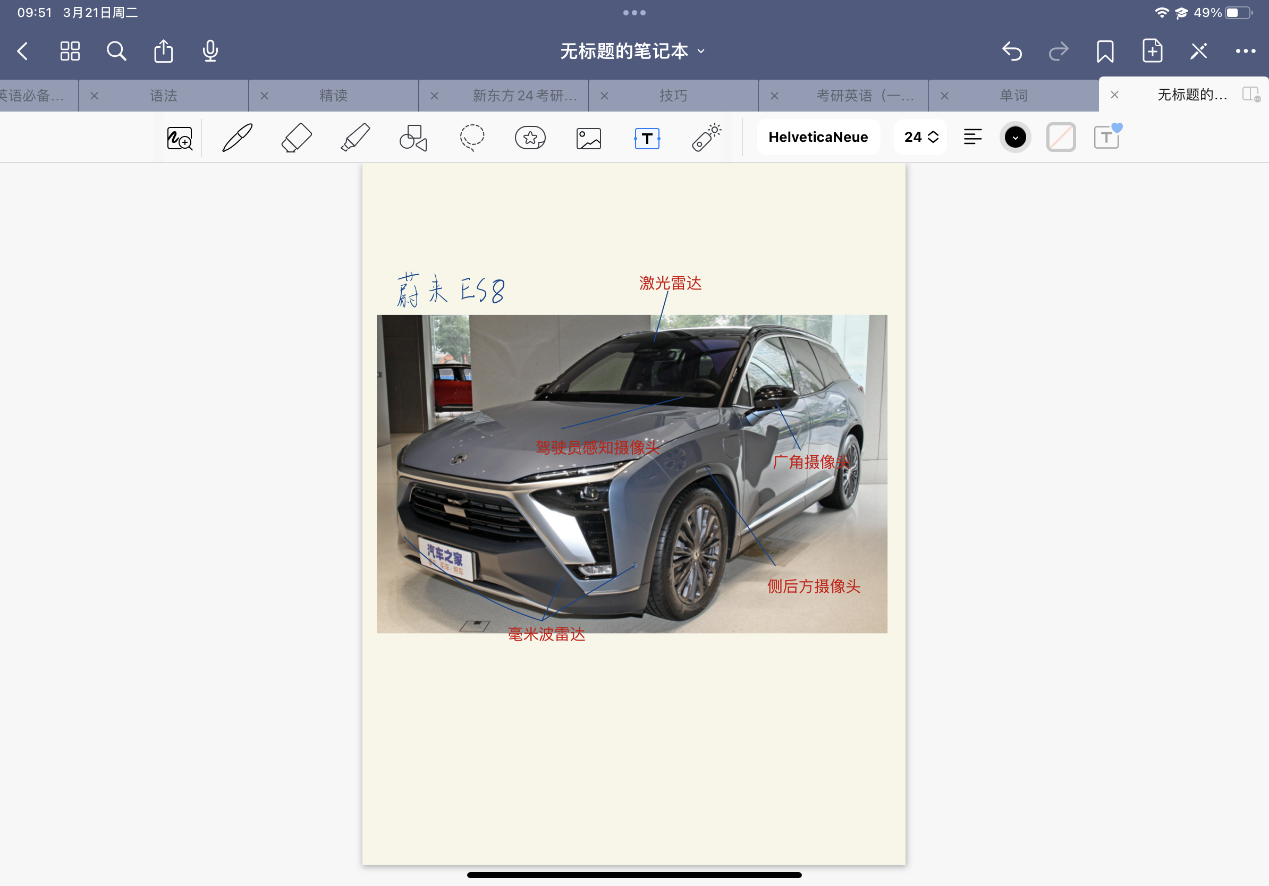 09:51 3月21日周二
49%
无标题的笔记本
英语必备...
语法
精读
新东方24考研...
技巧
考研英语（一...
单词
无标题的...
HelveticaNeue
24
T
T
蔚来 ES8
激光雷达
驾驶员感知摄像头
广角摄像头
汽车之家
侧后方摄像头
毫米波雷达